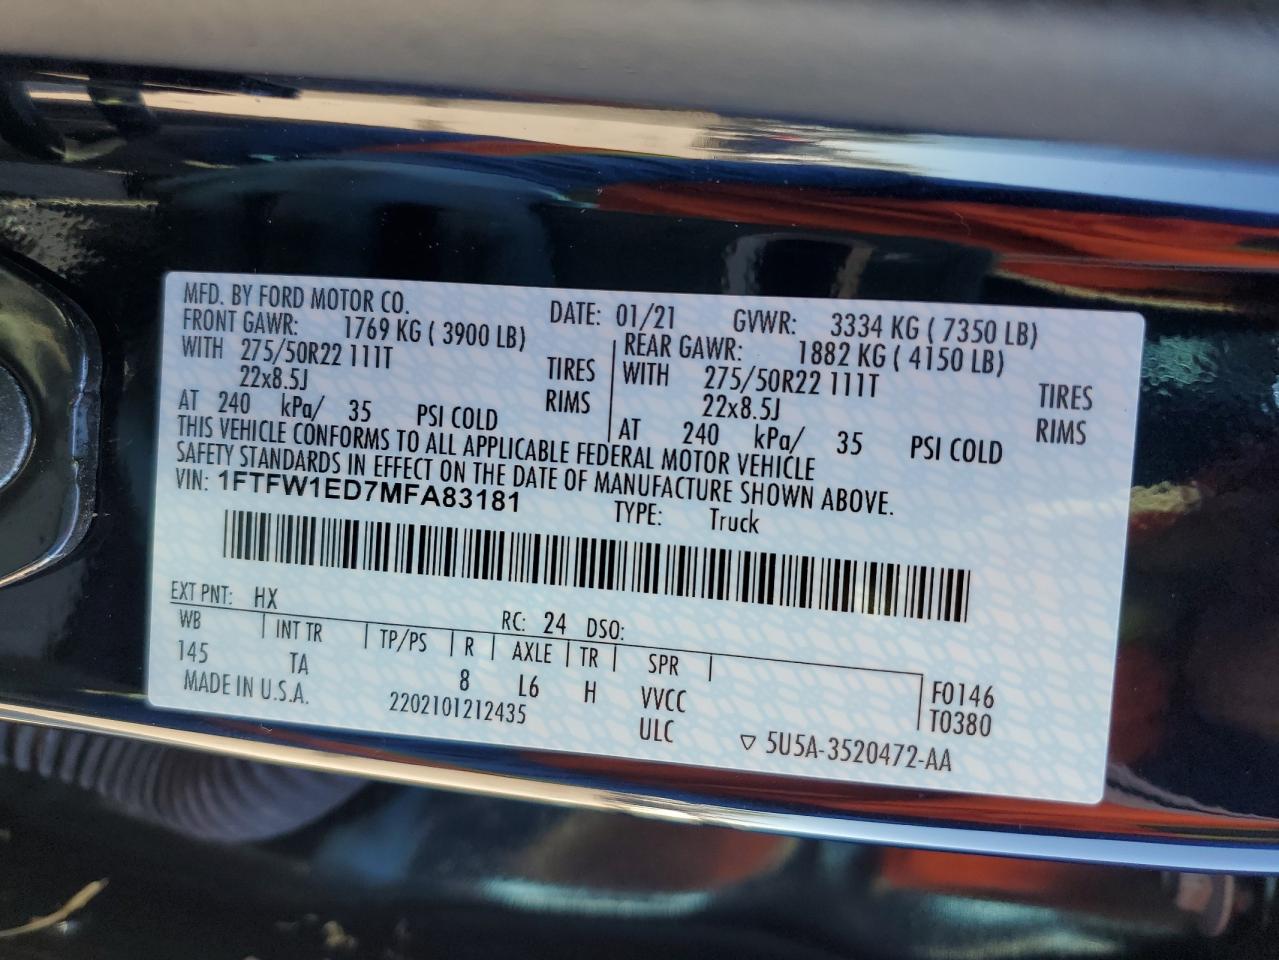 MFD. BY FORD MOTOR CO. DATE: 01/21 GVWR: 3334 KG ( 7350 LB)
FRONT GAWR: 1769 KG ( 3900 LB) REAR GAWR: 1882 KG ( 4150 LB)
WITH 275/50R22 111T TIRES WITH 275/50R22 111T TIRES
22x8.5J RIMS 22x8.5J RIMS
AT 240 kPa/ 35 PSI COLD AT 240 kPa/ 35 PSI COLD
THIS VEHICLE CONFORMS TO ALL APPLICABLE FEDERAL MOTOR VEHICLE
SAFETY STANDARDS IN EFFECT ON THE DATE OF MANUFACTURE SHOWN ABOVE.
VIN: 1FTFW1ED7MFA83181 TYPE: Truck
EXT PNT: HX RC: 24 DSO:
WB INT TR TP/PS R AXLE TR SPR
145 TA 8 L6 H VVCC F0146
MADE IN U.S.A. 2202101212435 ULC T0380
▽ 5U5A-3520472-AA